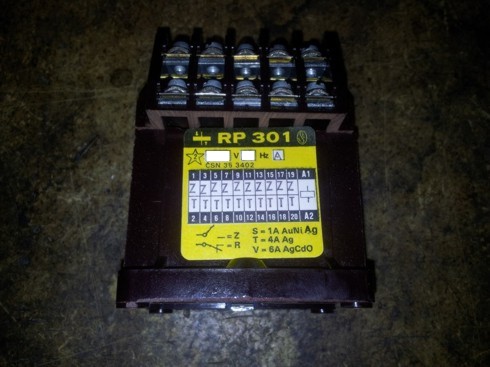 RP 301
V Hz A
ČSN 35 3402
1 3 5 7 9 11 13 15 17 19 A1
Z Z Z Z Z Z Z Z Z Z
T T T T T T T T T T
2 4 6 8 10 12 14 16 18 20 A2
= Z S = 1A AuNi Ag
= R T = 4A Ag
V = 6A AgCdO